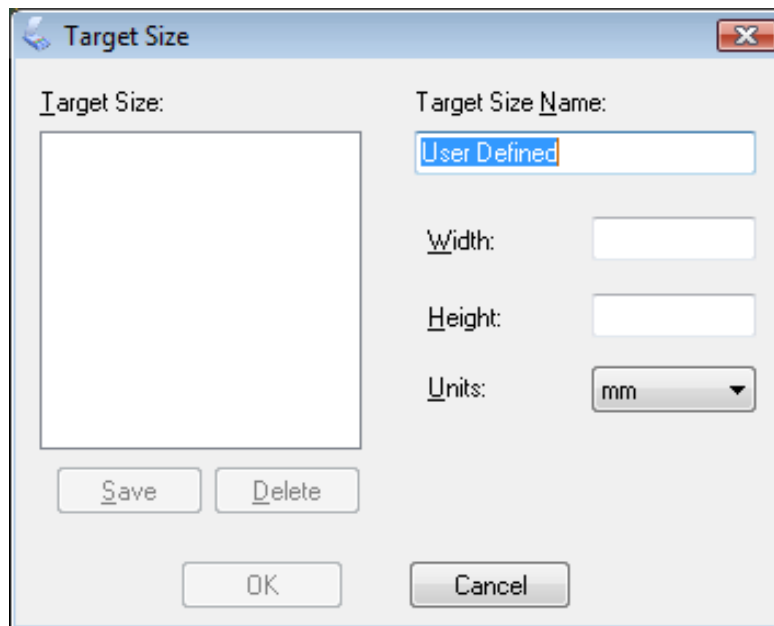 Target Size
Target Size:
Target Size Name:
User Defined
Width:
Height:
Units:
mm
Save
Delete
OK
Cancel